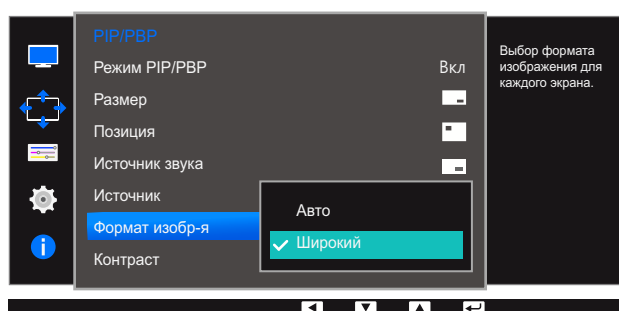 PIP/PBP
Режим PIP/PBP Вкл
Размер
Позиция
Источник звука
Источник
Формат изобр-я
Контраст
Авто
Широкий
Выбор формата
изображения для
каждого экрана.